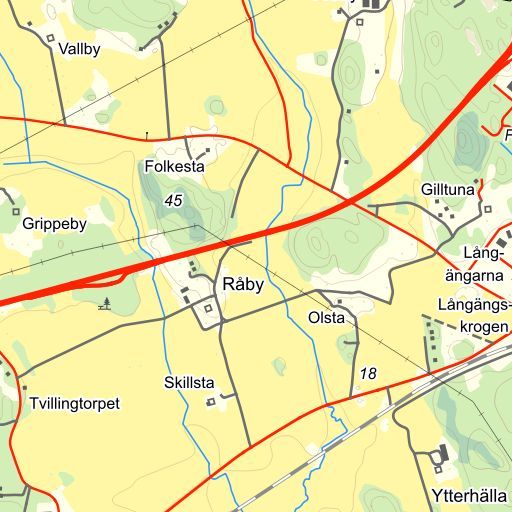 Vallby
Folkesta
45
Gilltuna
Grippeby
Lång-
ängarna
Råby
Långängs-
krogen
Olsta
18
Skillsta
Tvillingtorpet
Ytterhälla